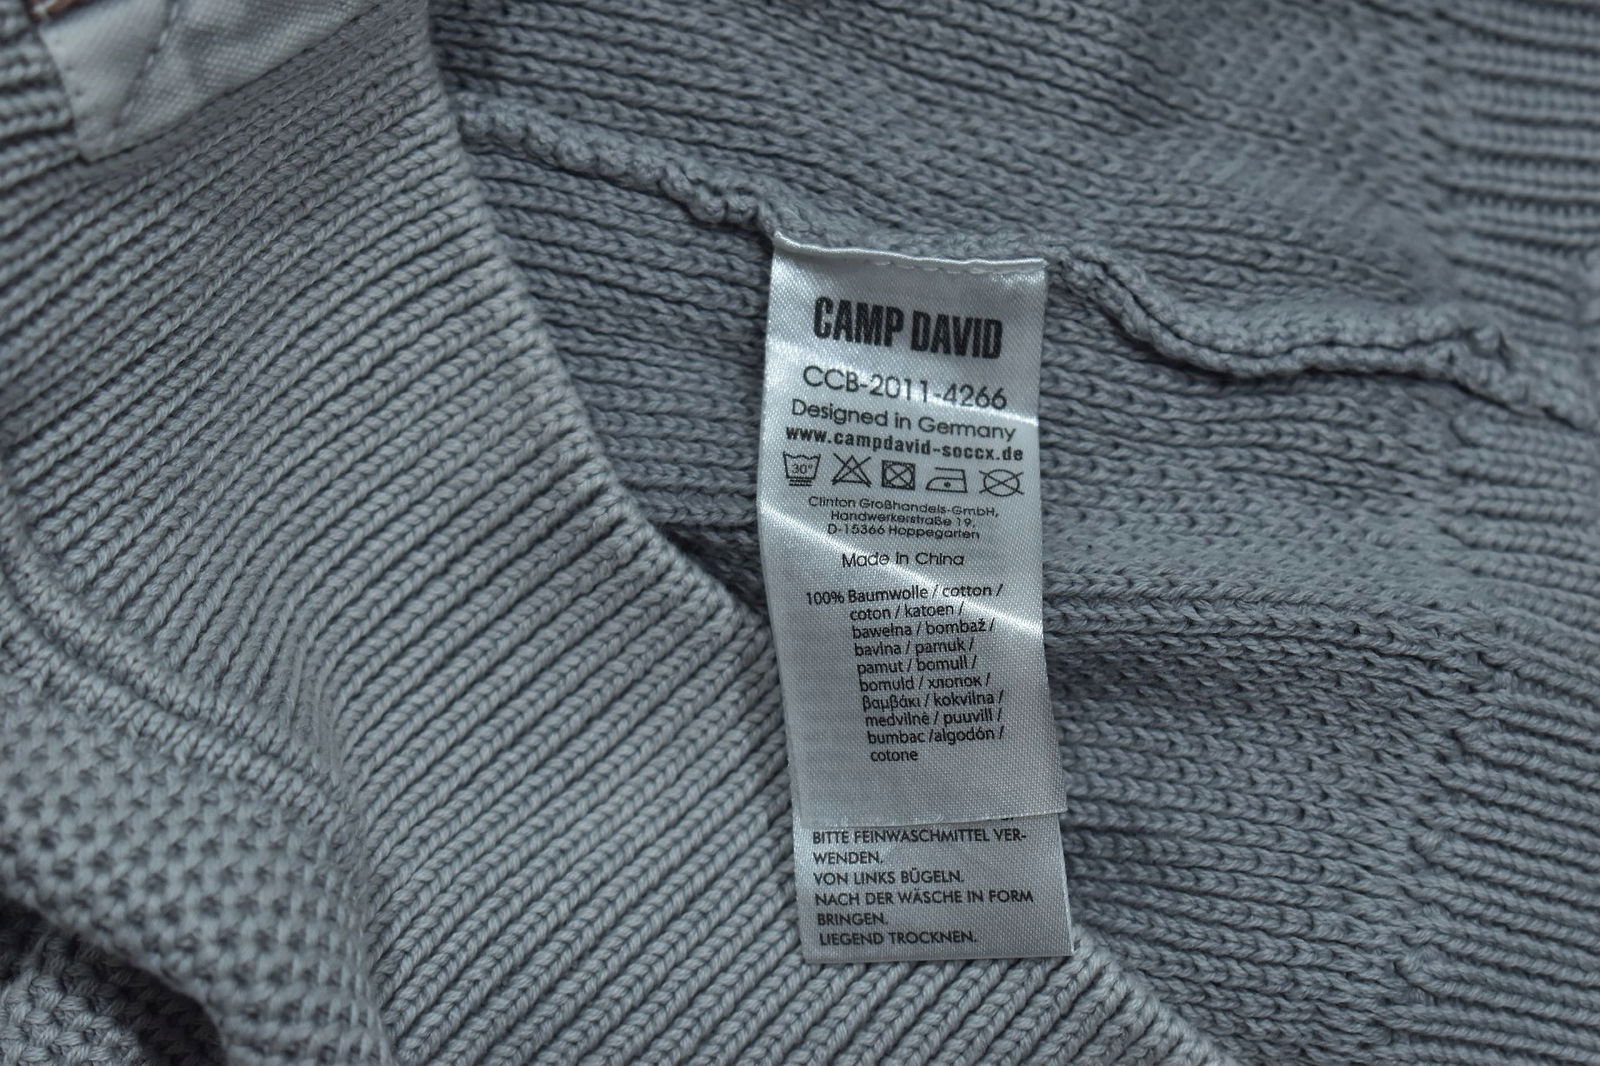 CAMP DAVID
CCB-2011-4266
Designed in Germany
www.campdavid-soccx.de
30°
Clinton Großhandels-GmbH,
Handwerkerstraße 19,
D-15366 Hoppegarten
Made in China
100% Baumwolle / cotton /
coton / katoen /
bawełna / bombaž /
bavlna / pamuk /
pamut / bomull /
bomuld / хлопок /
βαμβάκι / kokvilna /
medvilnė / puuvill /
bumbac /algodón /
cotone
BITTE FEINWASCHMITTEL VER-
WENDEN.
VON LINKS BÜGELN.
NACH DER WÄSCHE IN FORM
BRINGEN.
LIEGEND TROCKNEN.